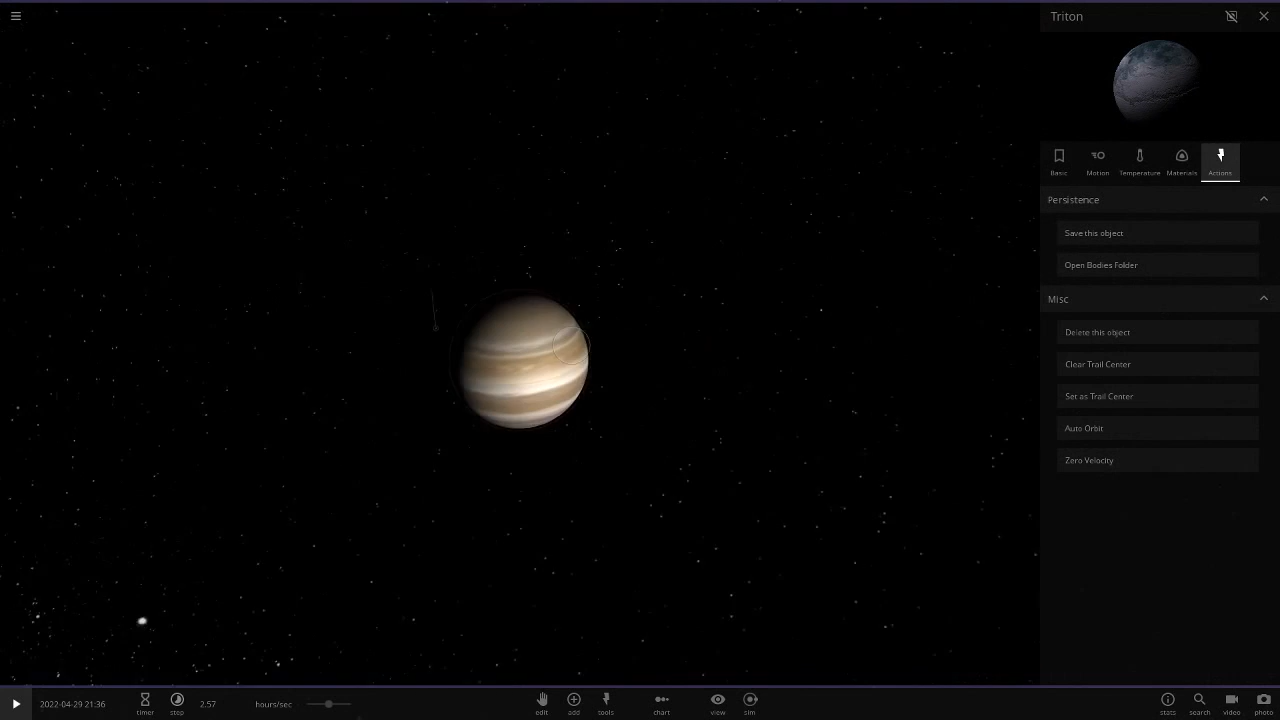 Triton
Basic Motion Temperature Materials Actions
Persistence
Save this object
Open Bodies Folder
Misc
Delete this object
Clear Trail Center
Set as Trail Center
Auto Orbit
Zero Velocity
2022-04-29 21:36 timer step 2.57 hours/sec edit add tools chart view sim stats search video photo